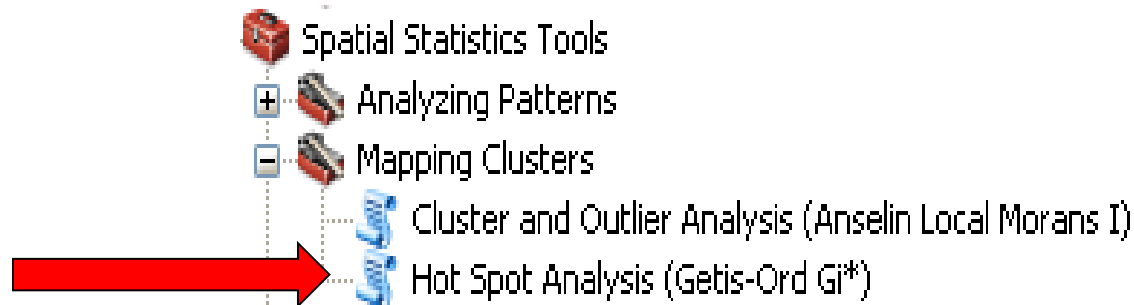 Spatial Statistics Tools
Analyzing Patterns
Mapping Clusters
Cluster and Outlier Analysis (Anselin Local Morans I)
Hot Spot Analysis (Getis-Ord Gi*)